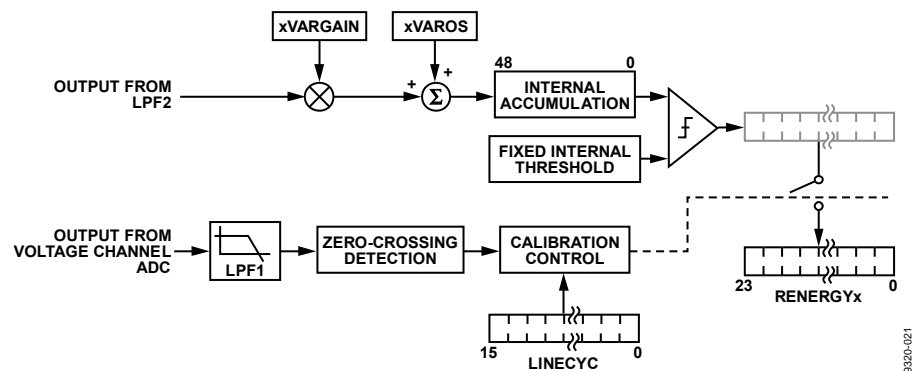 xVARGAIN
xVAROS
OUTPUT FROM
LPF2
+
+
Σ
48
0
INTERNAL
ACCUMULATION
FIXED INTERNAL
THRESHOLD
OUTPUT FROM
VOLTAGE CHANNEL
ADC
LPF1
ZERO-CROSSING
DETECTION
CALIBRATION
CONTROL
23
0
RENERGYx
15
0
LINECYC
09320-021